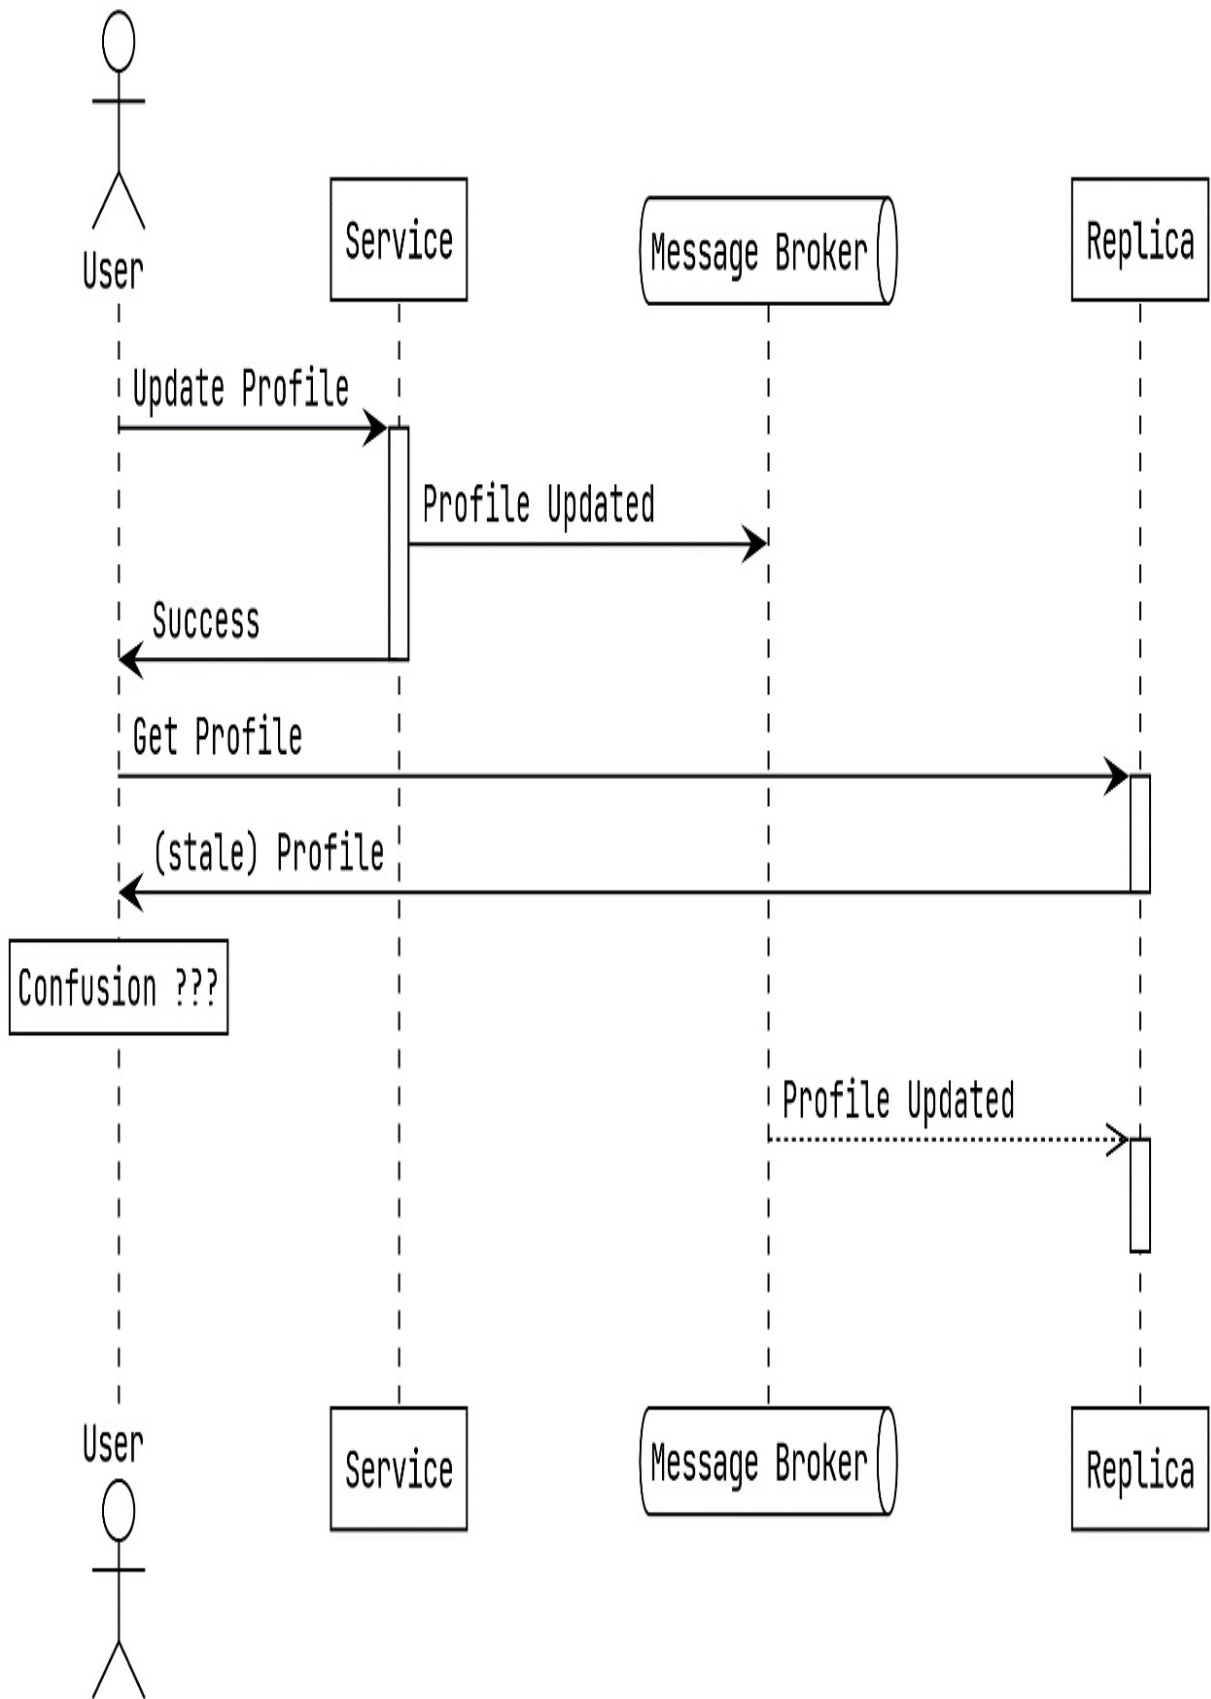 User
Service
Message Broker
Replica
Update Profile
Profile Updated
Success
Get Profile
(stale) Profile
Confusion ???
Profile Updated
User
Service
Message Broker
Replica